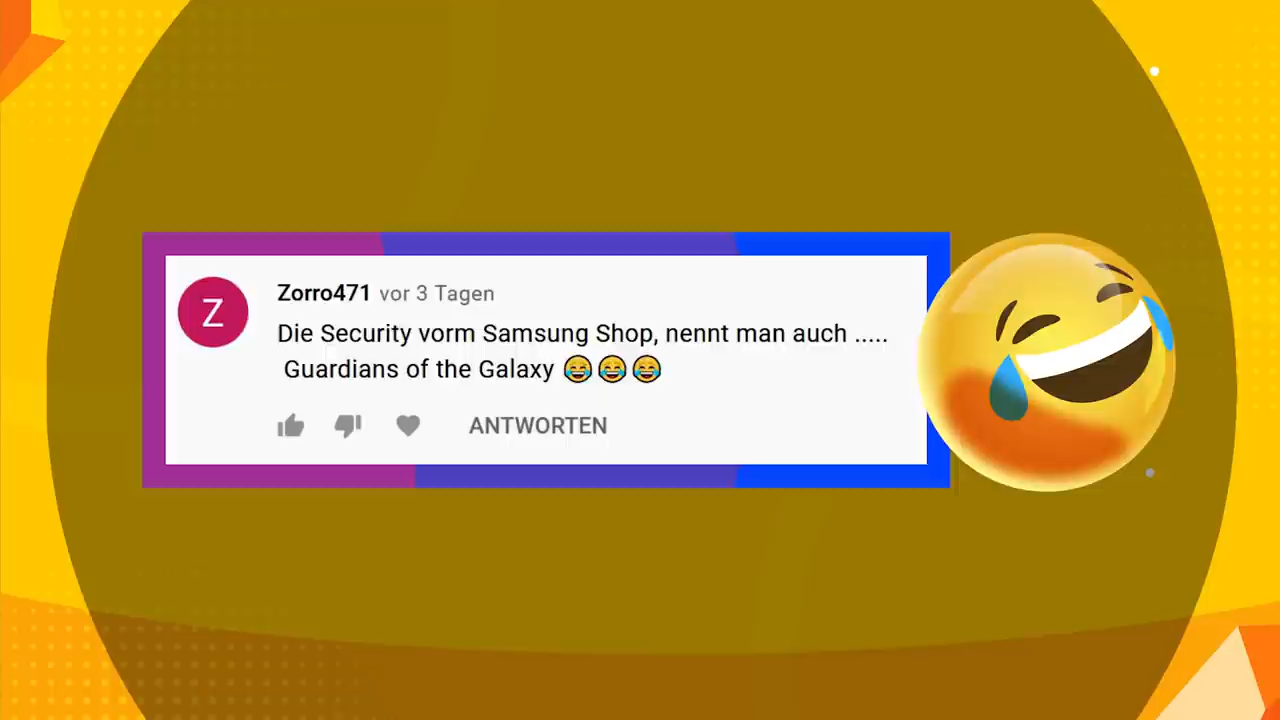 Z
Zorro471 vor 3 Tagen
Die Security vorm Samsung Shop, nennt man auch .....
Guardians of the Galaxy 😂😂😂
ANTWORTEN